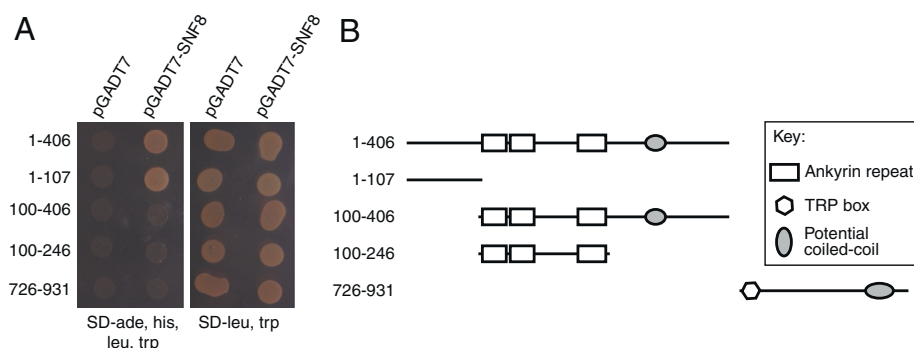 A
B
pGADT7
pGADT7-SNF8
pGADT7
pGADT7-SNF8
1-406
1-107
100-406
100-246
726-931
SD-ade, his,
leu, trp
SD-leu, trp
1-406
1-107
100-406
100-246
726-931
Key:
Ankyrin repeat
TRP box
Potential
coiled-coil